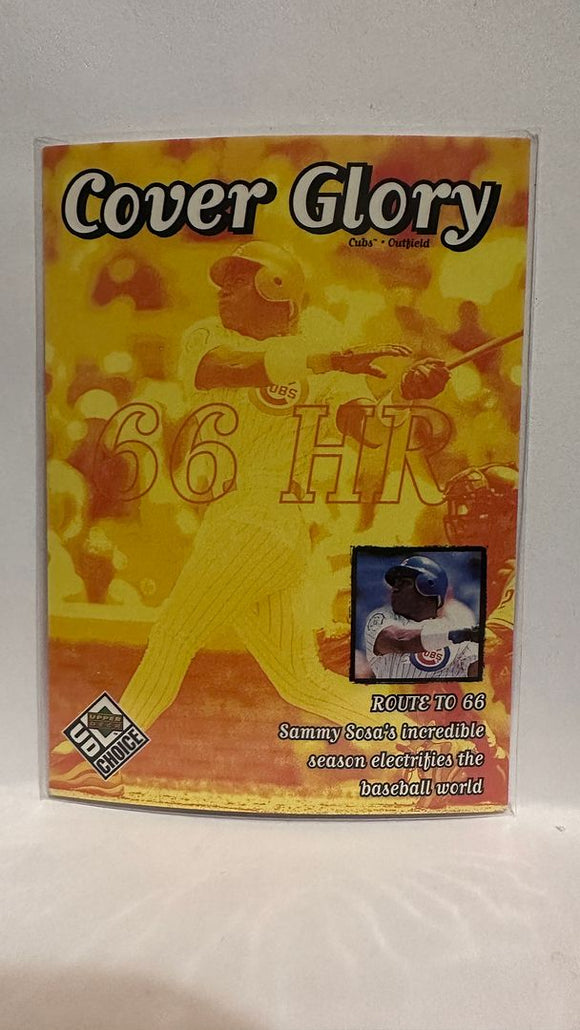 Cover Glory
Cubs™ • Outfield
CUBS
66 HR
CUBS
ROUTE TO 66
Sammy Sosa's incredible
season electrifies the
baseball world
UPPER
DECK
UD
CHOICE